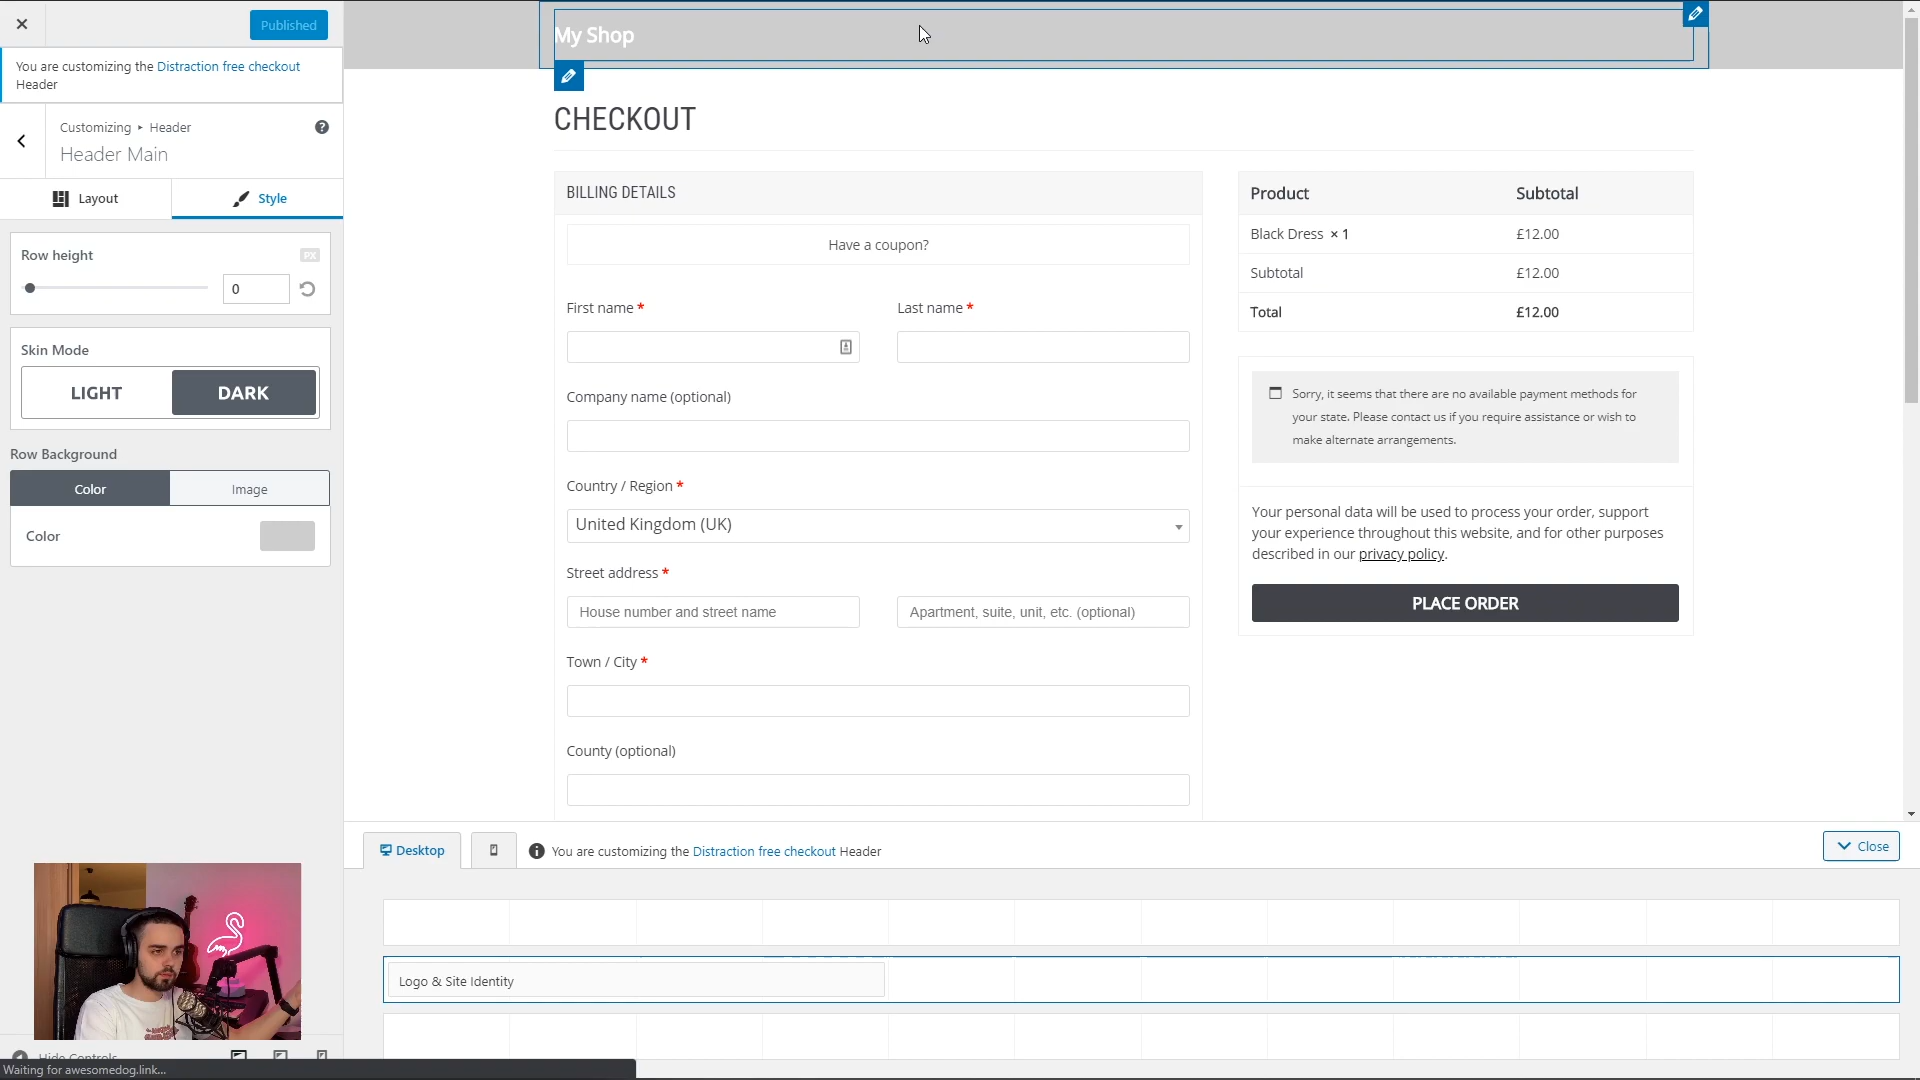 Published
You are customizing the Distraction free checkout
Header
Customizing ▸ Header
Header Main
Layout
Style
Row height
PX
0
Skin Mode
LIGHT
DARK
Row Background
Color
Image
Color
Hide Controls
Waiting for awesomedog.link...
My Shop
CHECKOUT
BILLING DETAILS
Have a coupon?
First name *
Last name *
Company name (optional)
Country / Region *
United Kingdom (UK)
Street address *
House number and street name
Apartment, suite, unit, etc. (optional)
Town / City *
County (optional)
Product Subtotal
Black Dress × 1 £12.00
Subtotal £12.00
Total £12.00
Sorry, it seems that there are no available payment methods for
your state. Please contact us if you require assistance or wish to
make alternate arrangements.
Your personal data will be used to process your order, support
your experience throughout this website, and for other purposes
described in our privacy policy.
PLACE ORDER
Desktop
You are customizing the Distraction free checkout Header
Close
Logo & Site Identity